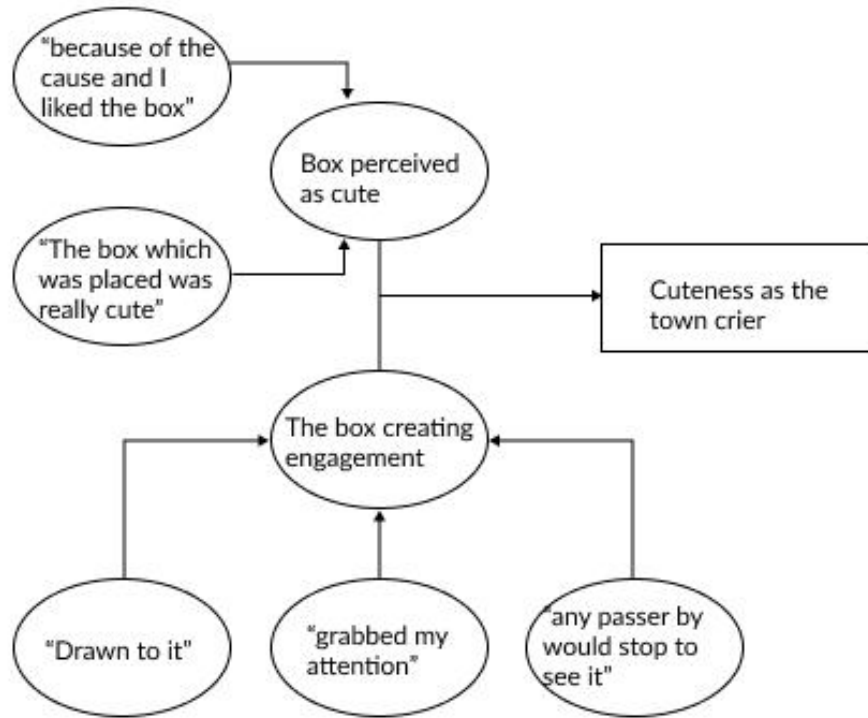 “because of the
cause and I
liked the box”
Box perceived
as cute
“The box which
was placed was
really cute”
Cuteness as the
town crier
The box creating
engagement
“Drawn to it”
“grabbed my
attention”
“any passer by
would stop to
see it”